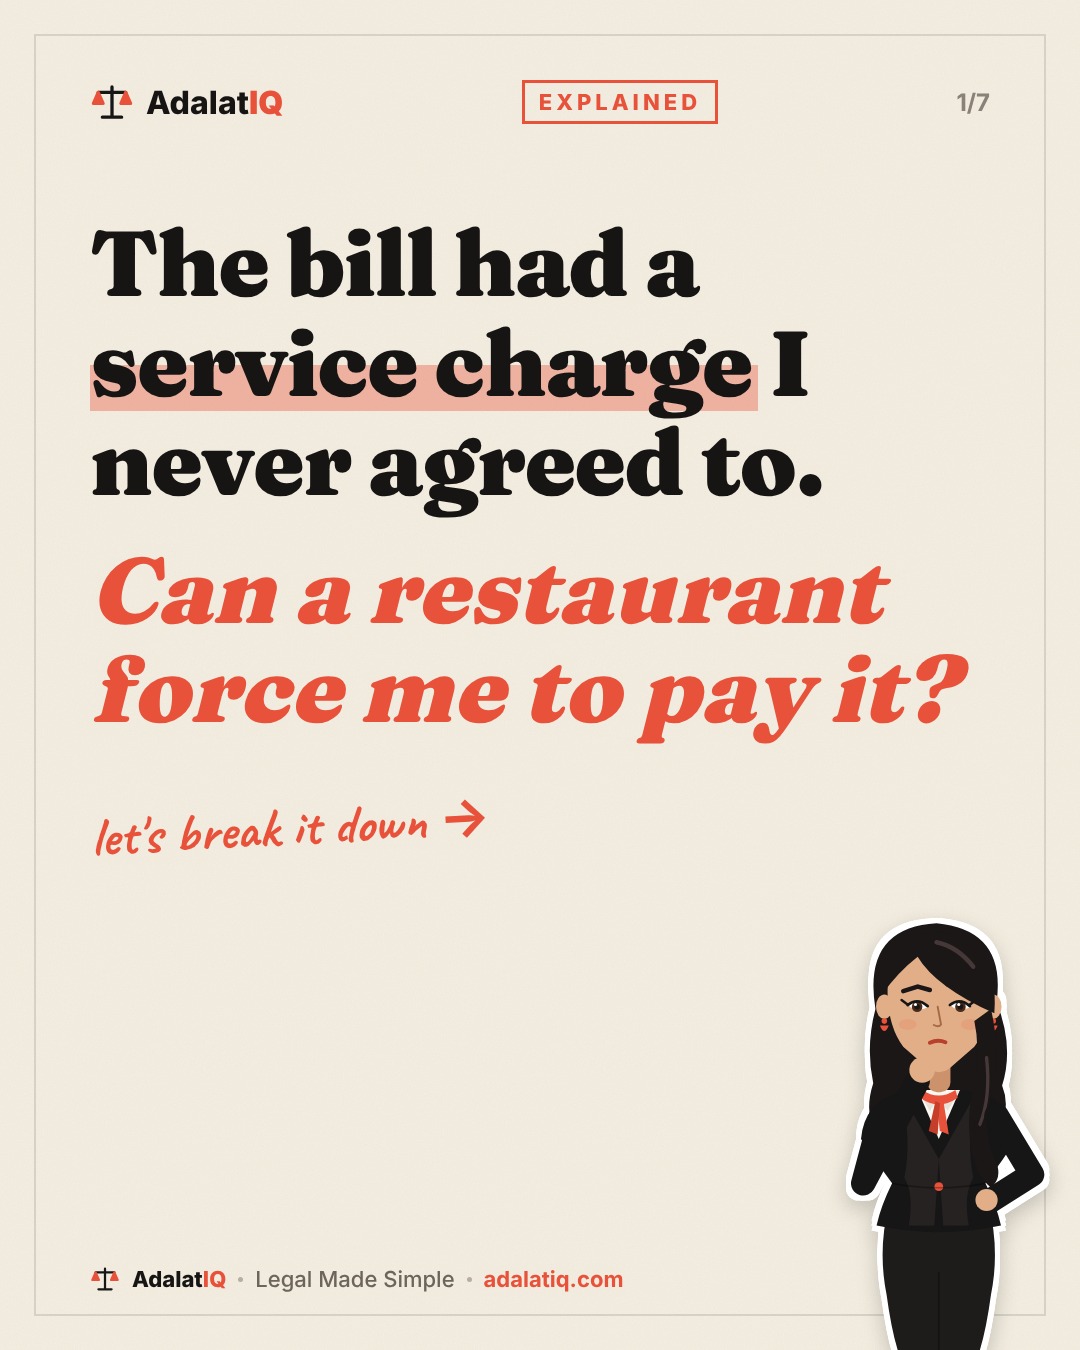 AdalatIQ
EXPLAINED
1/7
The bill had a
service charge I
never agreed to.
Can a restaurant
force me to pay it?
let's break it down →
AdalatIQ • Legal Made Simple • adalatiq.com